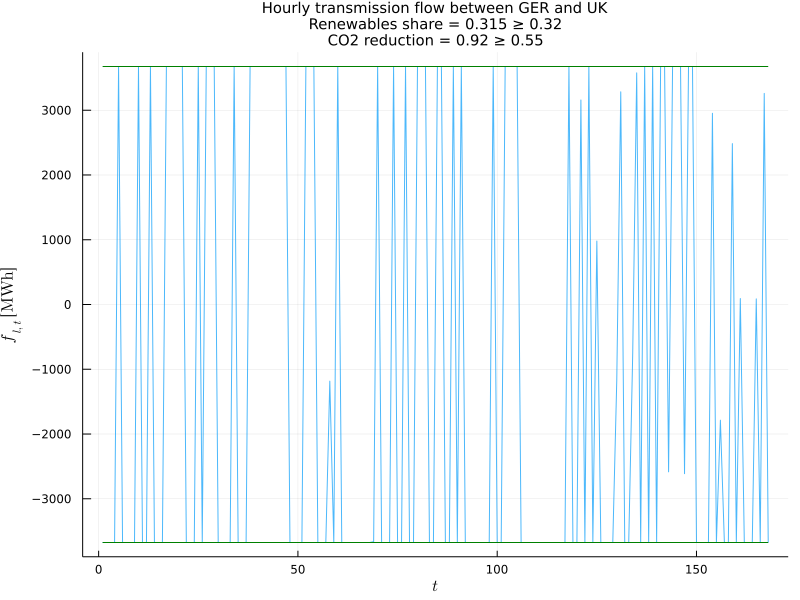 Hourly transmission flow between GER and UK
Renewables share = 0.315 ≥ 0.32
CO2 reduction = 0.92 ≥ 0.55
3000
2000
1000
0
−1000
−2000
−3000
f_{l,t} [MWh]
0
50
100
150
t